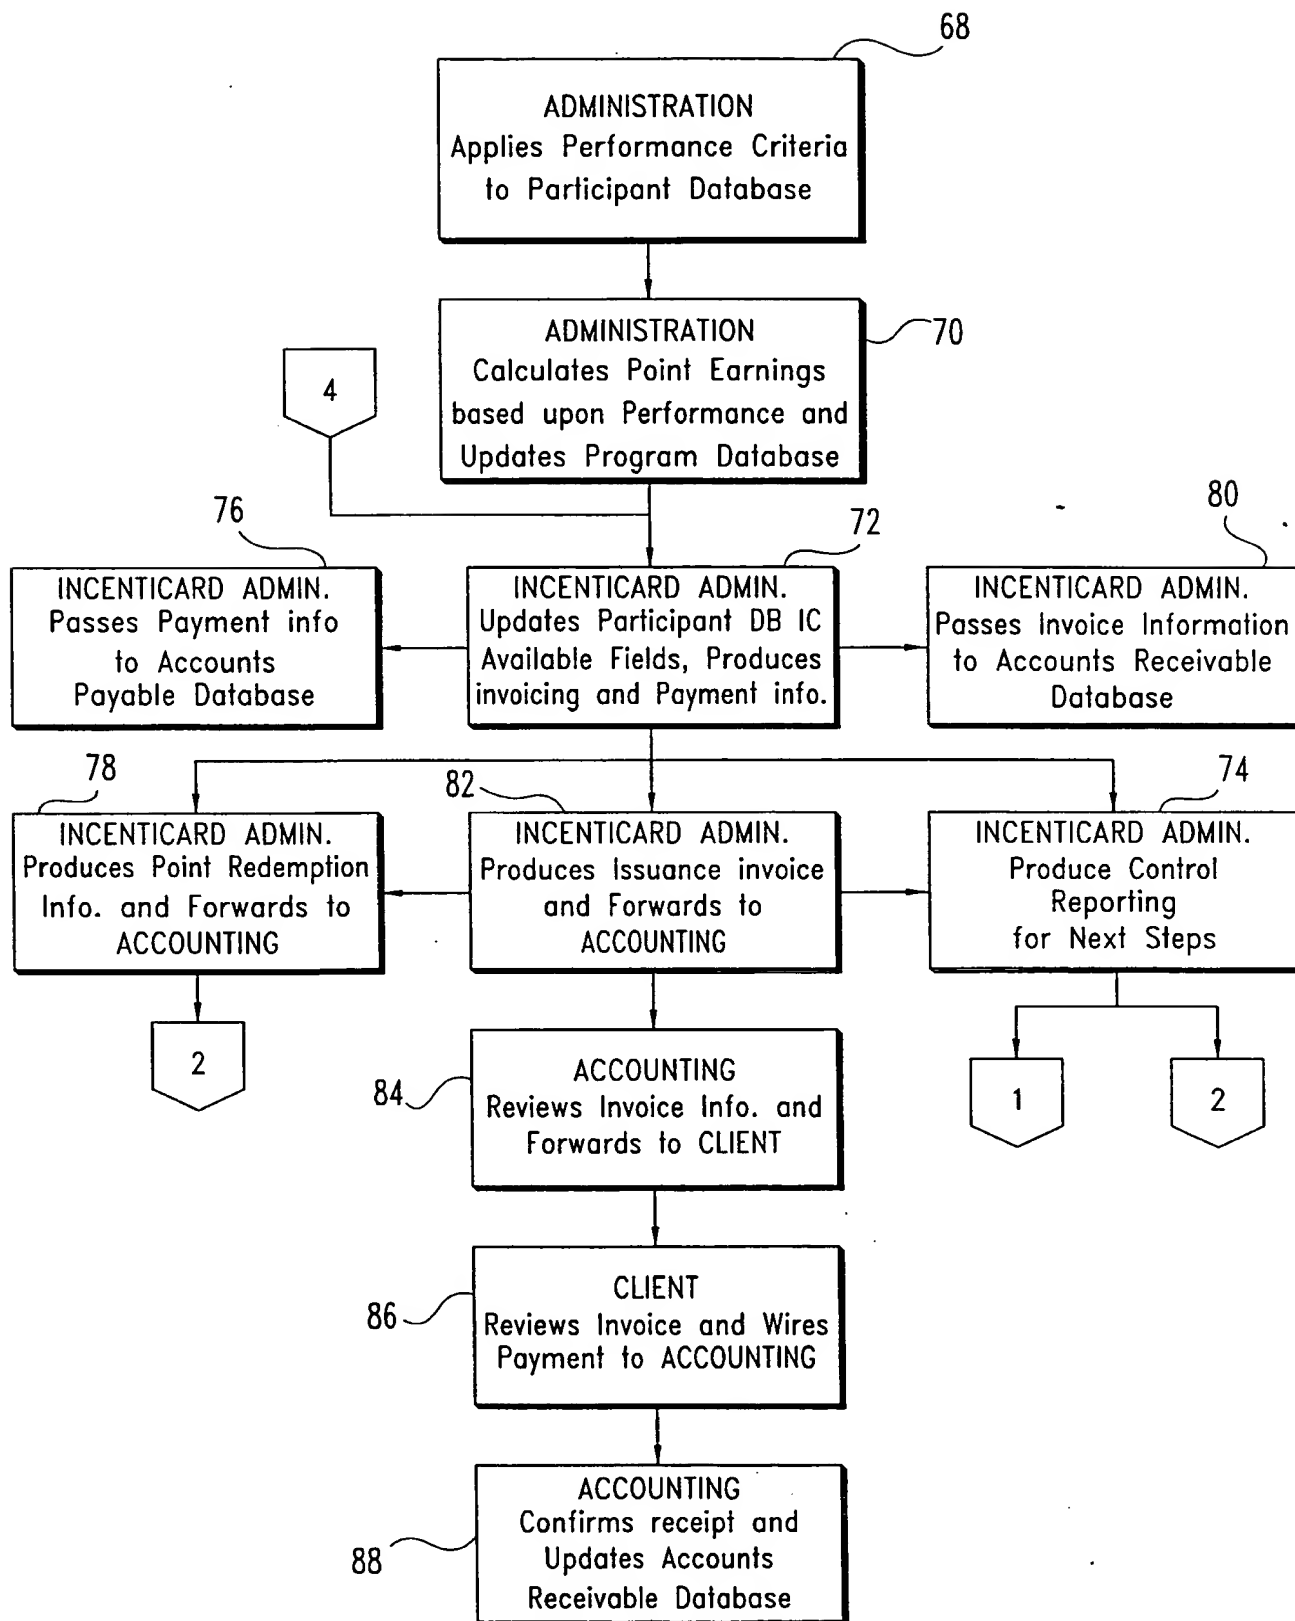 68
ADMINISTRATION
Applies Performance Criteria
to Participant Database
70
ADMINISTRATION
Calculates Point Earnings
based upon Performance and
Updates Program Database
4
76
INCENTICARD ADMIN.
Passes Payment info
to Accounts
Payable Database
72
INCENTICARD ADMIN.
Updates Participant DB IC
Available Fields, Produces
invoicing and Payment info.
80
INCENTICARD ADMIN.
Passes Invoice Information
to Accounts Receivable
Database
78
INCENTICARD ADMIN.
Produces Point Redemption
Info. and Forwards to
ACCOUNTING
82
INCENTICARD ADMIN.
Produces Issuance invoice
and Forwards to
ACCOUNTING
74
INCENTICARD ADMIN.
Produce Control
Reporting
for Next Steps
2
84
ACCOUNTING
Reviews Invoice Info. and
Forwards to CLIENT
1
2
86
CLIENT
Reviews Invoice and Wires
Payment to ACCOUNTING
88
ACCOUNTING
Confirms receipt and
Updates Accounts
Receivable Database